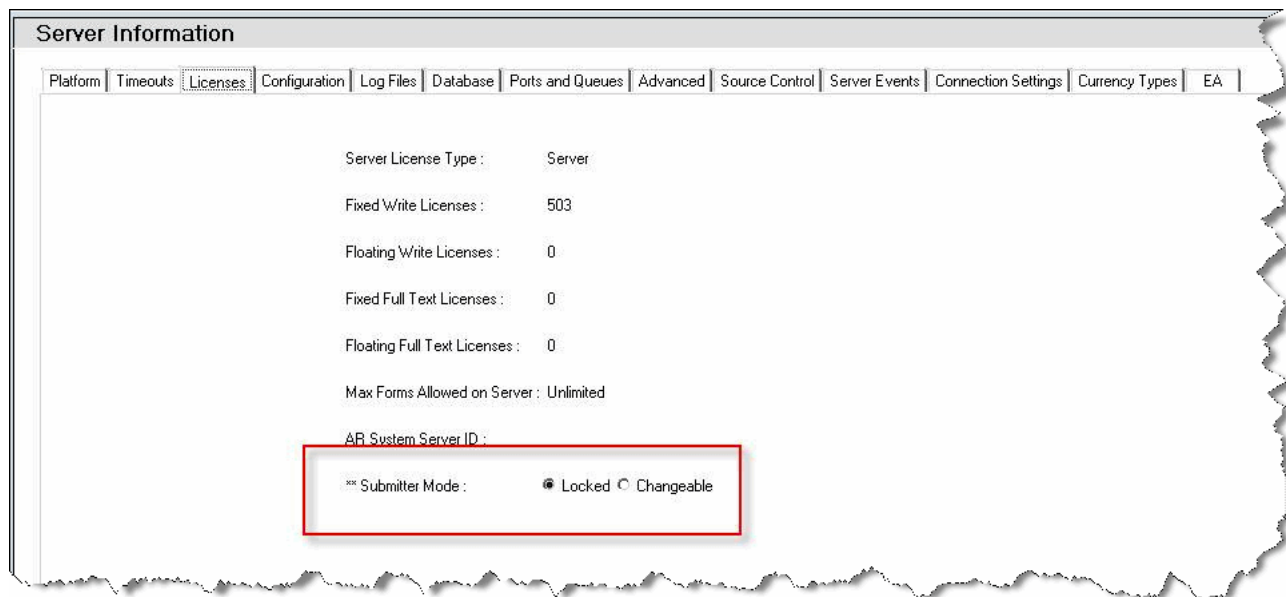 Server Information
Platform Timeouts Licenses Configuration Log Files Database Ports and Queues Advanced Source Control Server Events Connection Settings Currency Types EA
Server License Type : Server
Fixed Write Licenses : 503
Floating Write Licenses : 0
Fixed Full Text Licenses : 0
Floating Full Text Licenses : 0
Max Forms Allowed on Server : Unlimited
AR System Server ID :
** Submitter Mode : Locked Changeable